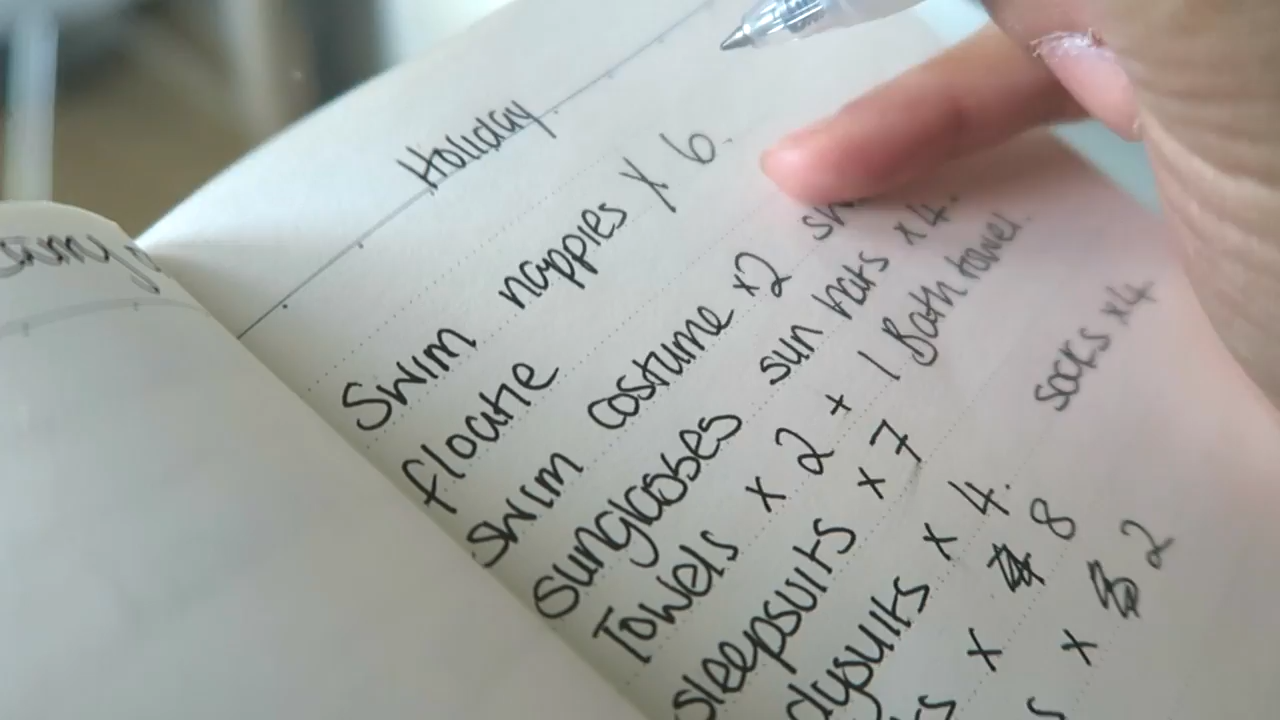 Holiday
Swim nappies x 6.
floatie
Swim costume x2
Sunglasses sun hats x 4.
Towels x 2 + 1 Bath towel.
Sleepsuits x 7
x 4. socks x4
x 8
x 2